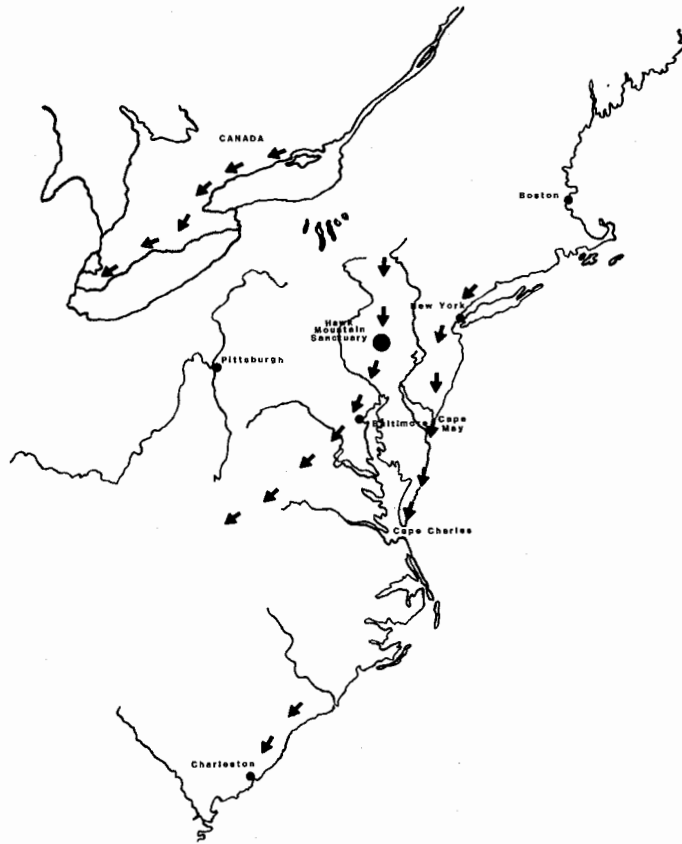 CANADA
Boston
New York
Hawk
Mountain
Sanctuary
Pittsburgh
Baltimore
Cape
May
Cape Charles
Charleston